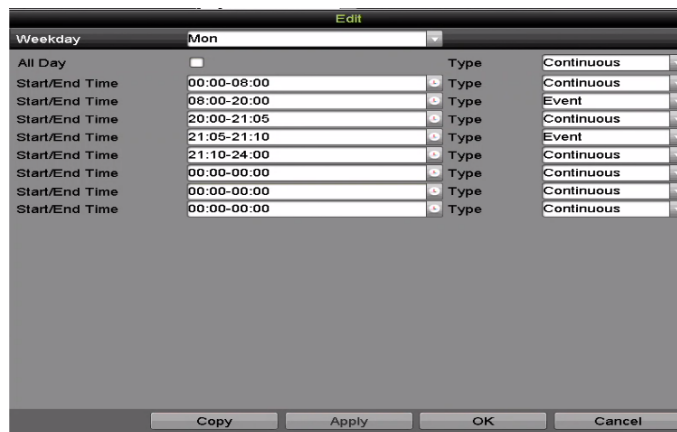 Edit
Weekday Mon
All Day Type Continuous
Start/End Time 00:00-08:00 Type Continuous
Start/End Time 08:00-20:00 Type Event
Start/End Time 20:00-21:05 Type Continuous
Start/End Time 21:05-21:10 Type Event
Start/End Time 21:10-24:00 Type Continuous
Start/End Time 00:00-00:00 Type Continuous
Start/End Time 00:00-00:00 Type Continuous
Start/End Time 00:00-00:00 Type Continuous
Copy Apply OK Cancel